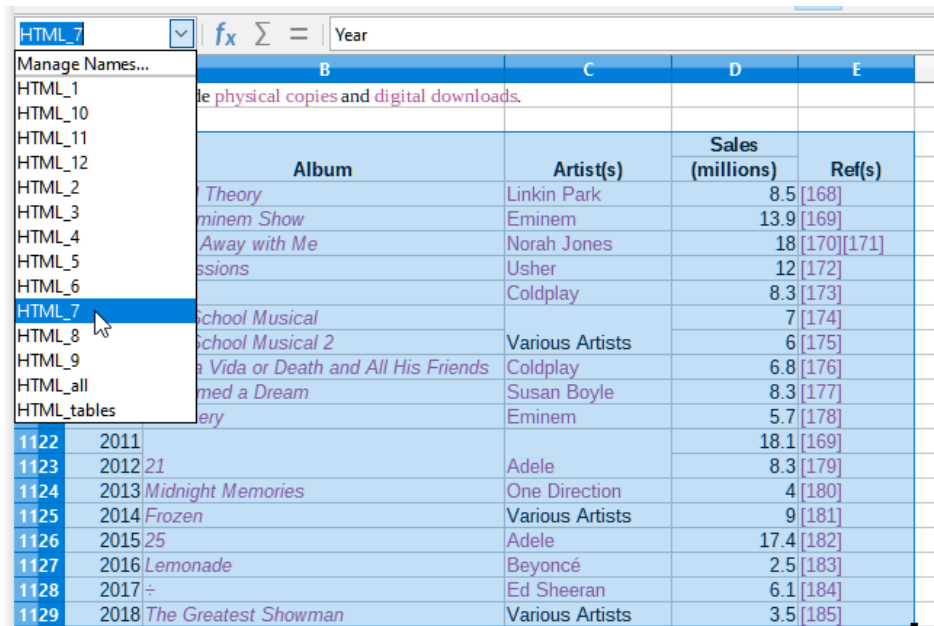 HTML_7 fx Σ = Year
Manage Names...
B C D E
HTML_1
physical copies and digital downloads.
HTML_10
HTML_11
Sales
HTML_12
Album Artist(s) (millions) Ref(s)
HTML_2
Theory Linkin Park 8.5 [168]
HTML_3
Show Eminem 13.9 [169]
HTML_4
Away with Me Norah Jones 18 [170][171]
HTML_5
Usher 12 [172]
HTML_6
Coldplay 8.3 [173]
HTML_7
School Musical 7 [174]
HTML_8
School Musical 2 Various Artists 6 [175]
HTML_9
Vida or Death and All His Friends Coldplay 6.8 [176]
HTML_all
a Dream Susan Boyle 8.3 [177]
HTML_tables
Eminem 5.7 [178]
1122 2011 18.1 [169]
1123 2012 21 Adele 8.3 [179]
1124 2013 Midnight Memories One Direction 4 [180]
1125 2014 Frozen Various Artists 9 [181]
1126 2015 25 Adele 17.4 [182]
1127 2016 Lemonade Beyoncé 2.5 [183]
1128 2017 ÷ Ed Sheeran 6.1 [184]
1129 2018 The Greatest Showman Various Artists 3.5 [185]